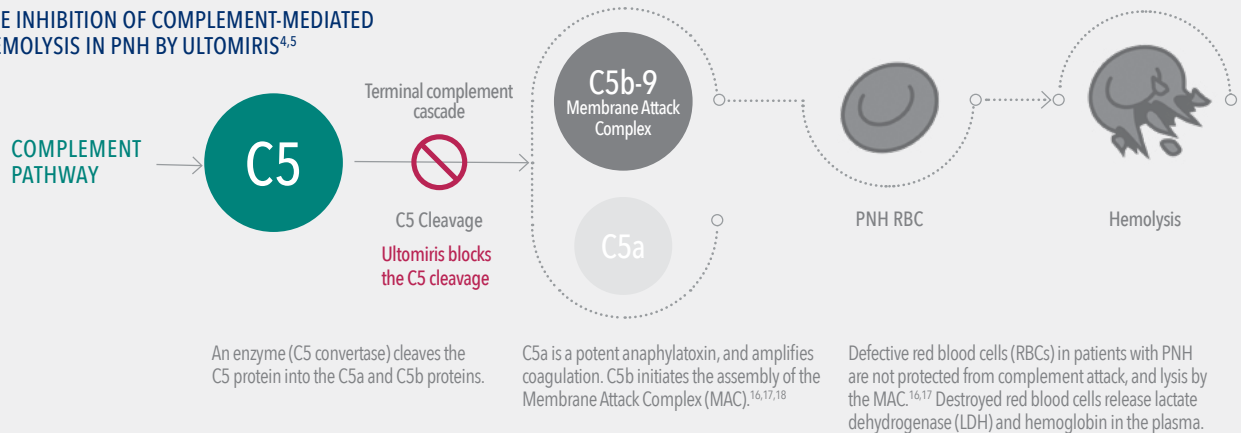 E INHIBITION OF COMPLEMENT-MEDIATED
EMOLYSIS IN PNH BY ULTOMIRIS4,5
COMPLEMENT
PATHWAY
C5
Terminal complement
cascade
C5 Cleavage
Ultomiris blocks
the C5 cleavage
C5b-9
Membrane Attack
Complex
C5a
PNH RBC
Hemolysis
An enzyme (C5 convertase) cleaves the
C5 protein into the C5a and C5b proteins.
C5a is a potent anaphylatoxin, and amplifies
coagulation. C5b initiates the assembly of the
Membrane Attack Complex (MAC).16,17,18
Defective red blood cells (RBCs) in patients with PNH
are not protected from complement attack, and lysis by
the MAC.16,17 Destroyed red blood cells release lactate
dehydrogenase (LDH) and hemoglobin in the plasma.